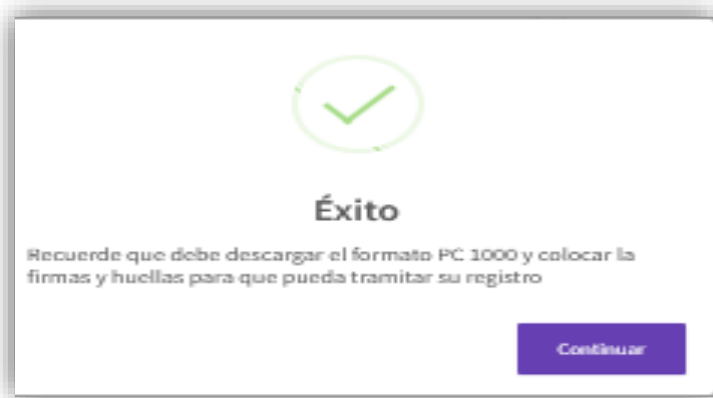 Éxito
Recuerde que debe descargar el formato PC 1000 y colocar la
firmas y huellas para que pueda tramitar su registro
Continuar